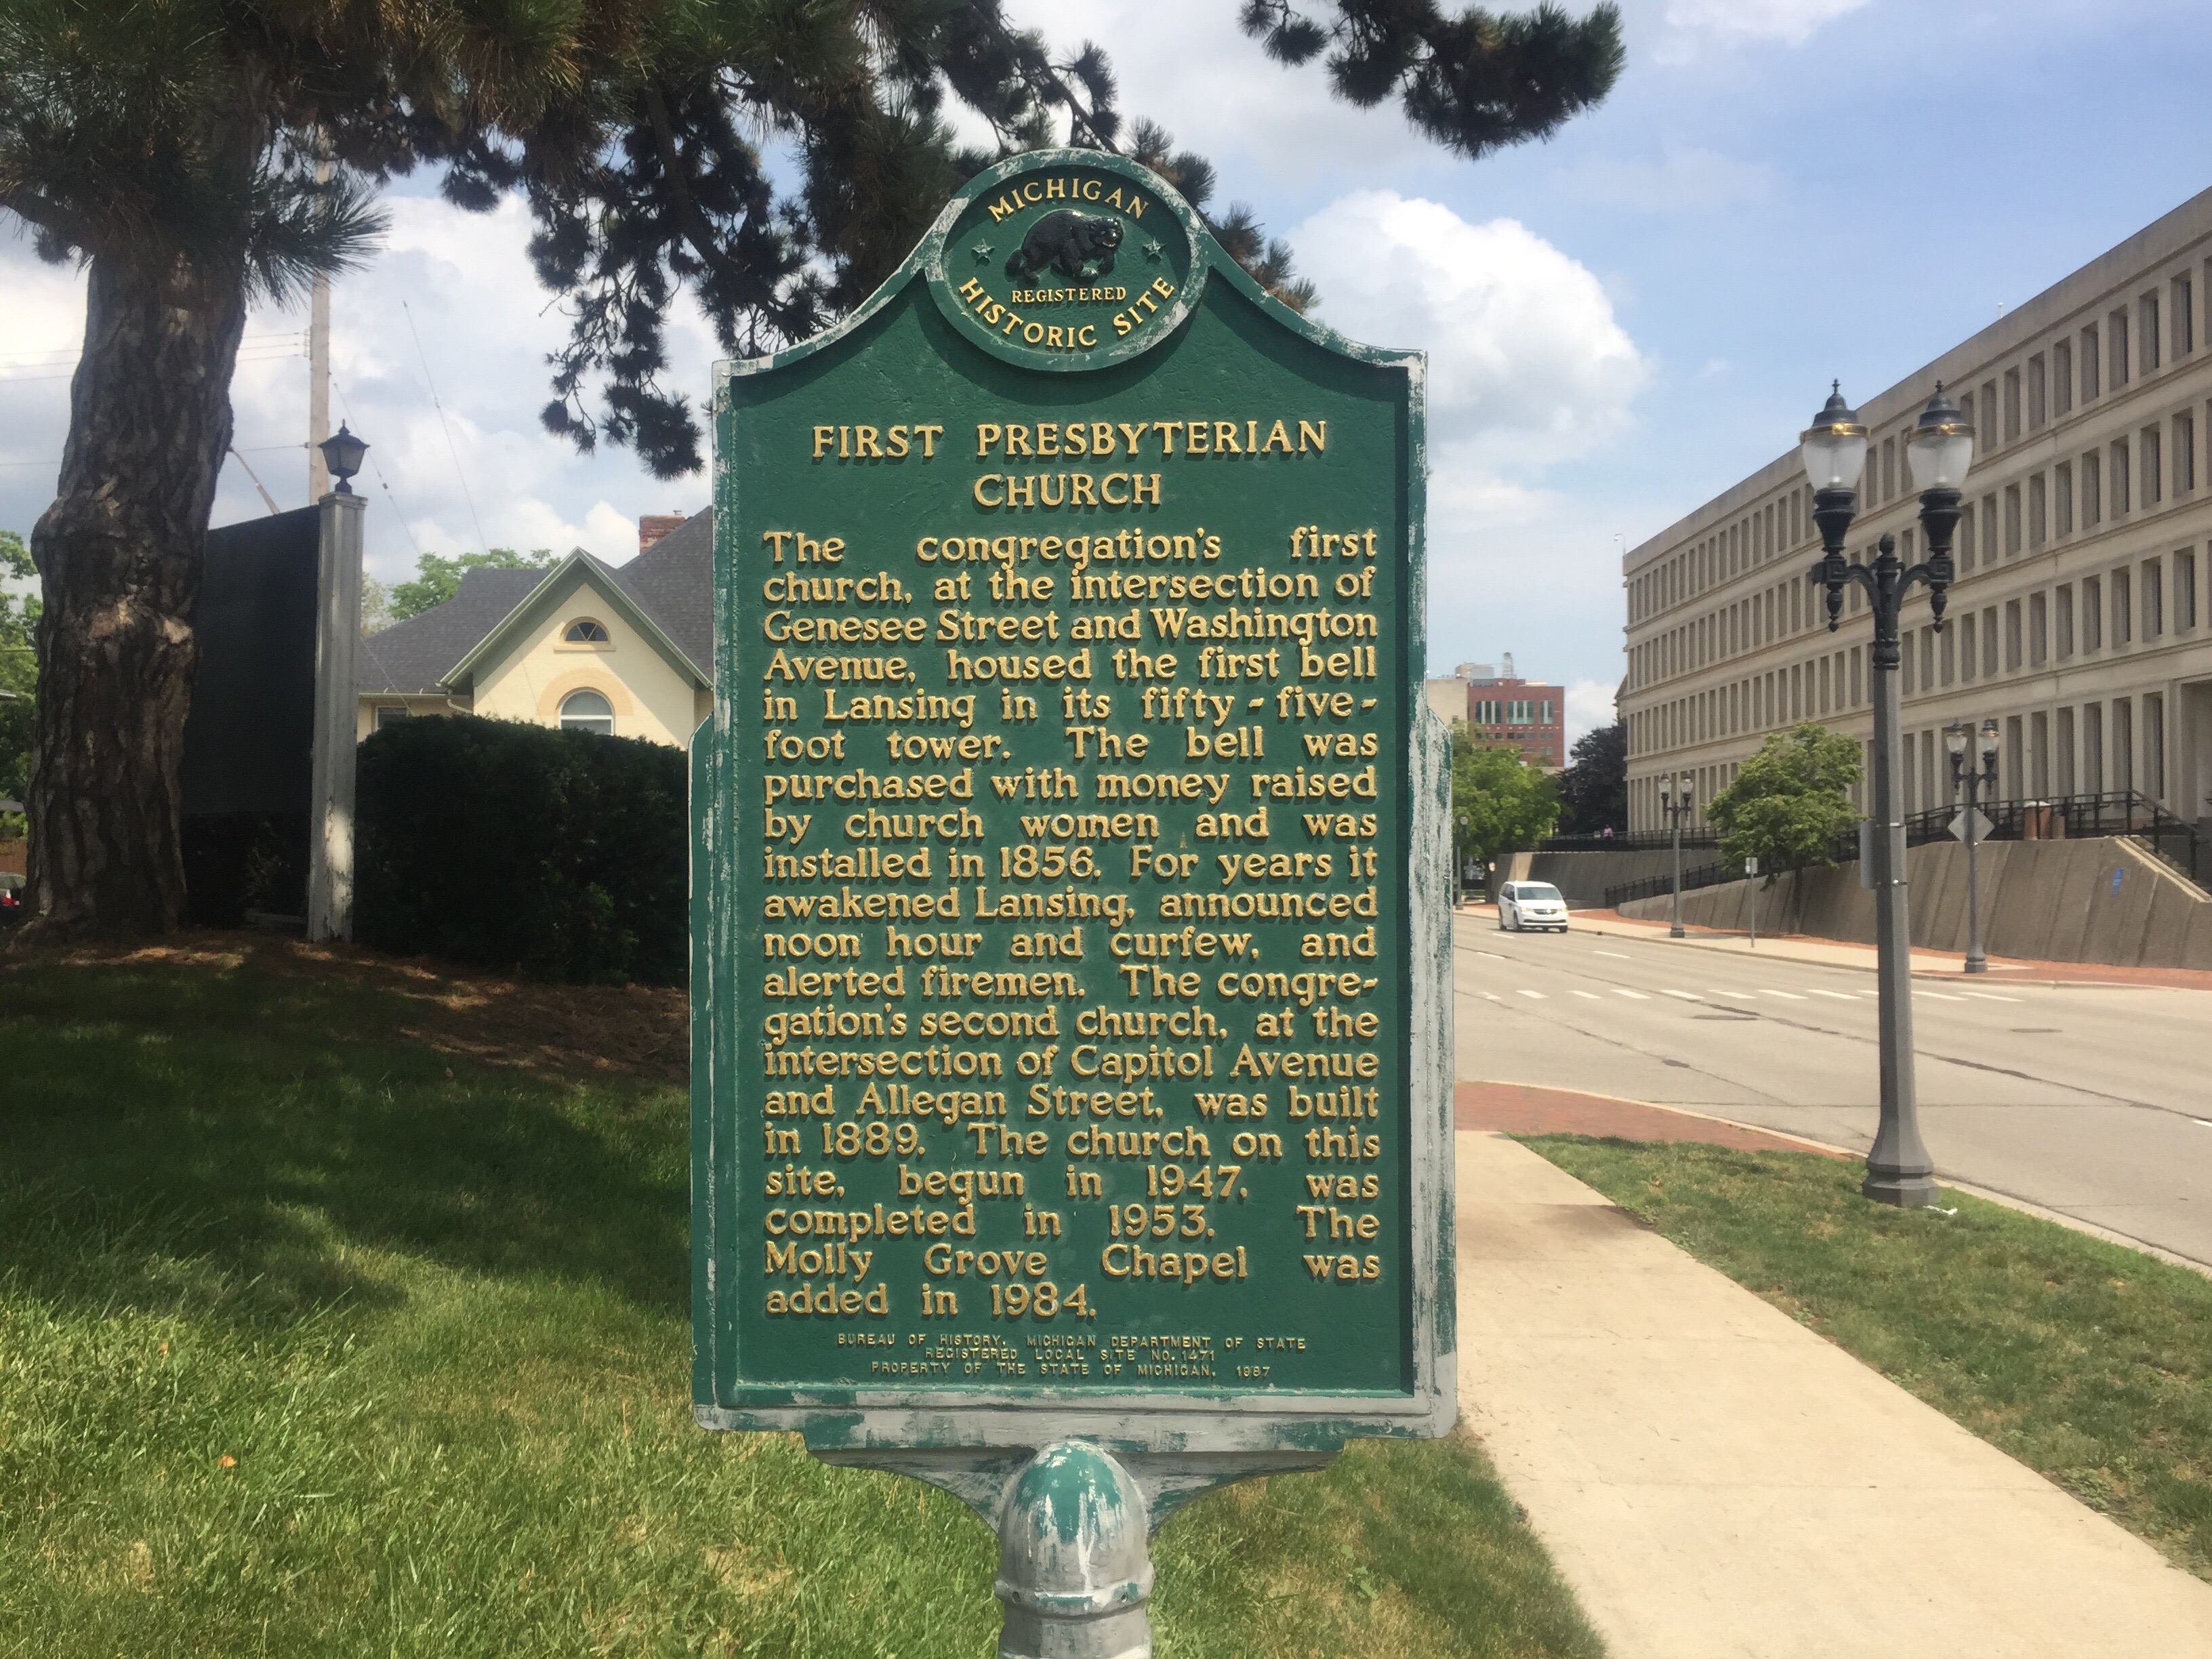 MICHIGAN
REGISTERED
HISTORIC SITE
FIRST PRESBYTERIAN
CHURCH
The congregation's first
church, at the intersection of
Genesee Street and Washington
Avenue, housed the first bell
in Lansing in its fifty-five-
foot tower. The bell was
purchased with money raised
by church women and was
installed in 1856. For years it
awakened Lansing, announced
noon hour and curfew, and
alerted firemen. The congre-
gation's second church, at the
intersection of Capitol Avenue
and Allegan Street, was built
in 1889. The church on this
site, begun in 1947, was
completed in 1953. The
Molly Grove Chapel was
added in 1984.
BUREAU OF HISTORY, MICHIGAN DEPARTMENT OF STATE
REGISTERED LOCAL SITE NO. 1471
PROPERTY OF THE STATE OF MICHIGAN, 1987